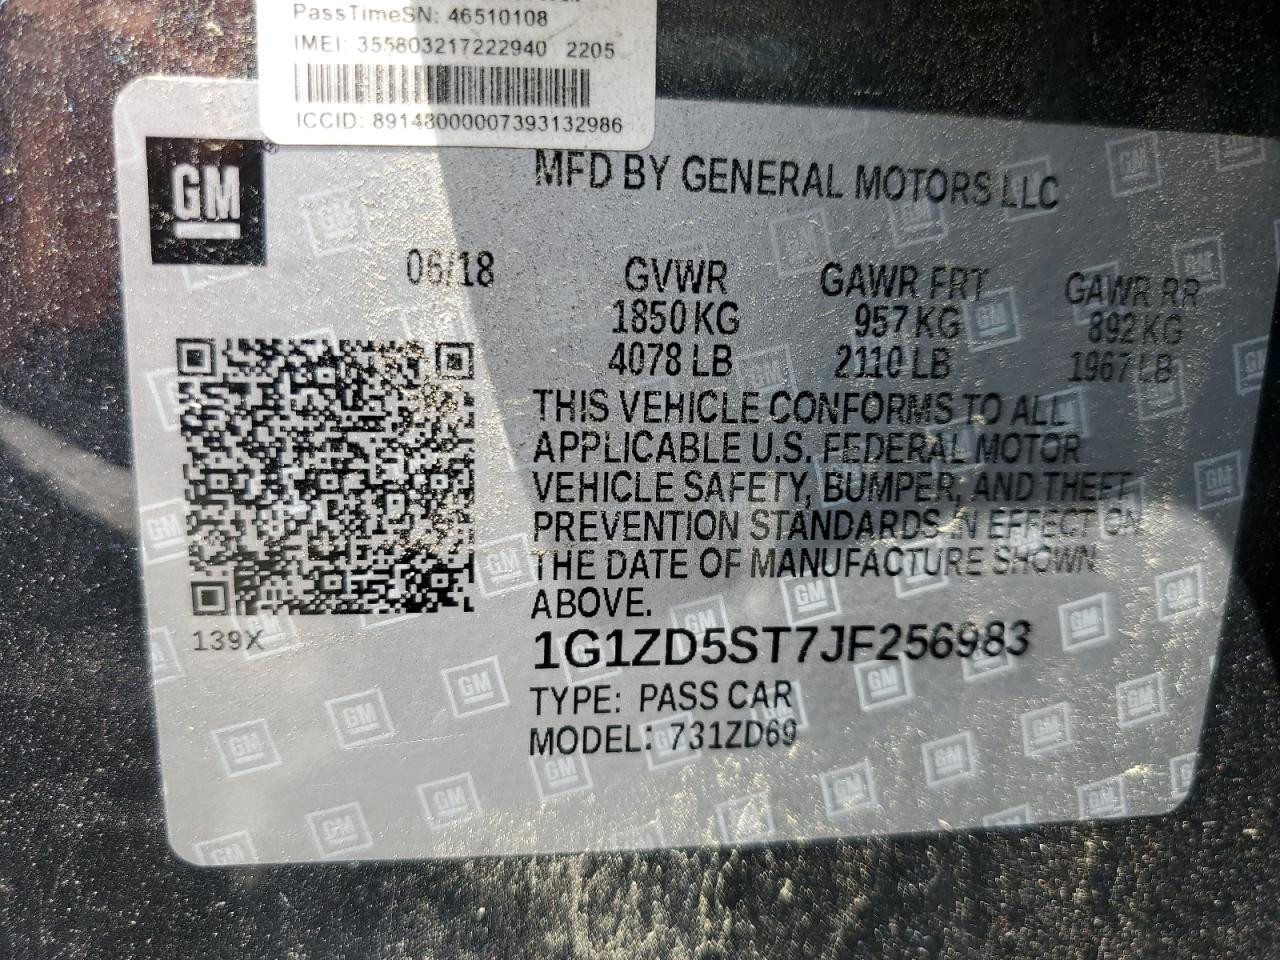 PassTimeSN: 46510108
IMEI: 355803217222940 2205
ICCID: 89148000007393132986
GM
MFD BY GENERAL MOTORS LLC
06/18 GVWR GAWR FRT GAWR RR
1850 KG 957 KG 892 KG
4078 LB 2110 LB 1967 LB
THIS VEHICLE CONFORMS TO ALL
APPLICABLE U.S. FEDERAL MOTOR
VEHICLE SAFETY, BUMPER, AND THEFT
PREVENTION STANDARDS IN EFFECT ON
THE DATE OF MANUFACTURE SHOWN
ABOVE.
139X
1G1ZD5ST7JF256983
TYPE: PASS CAR
MODEL: 731ZD69